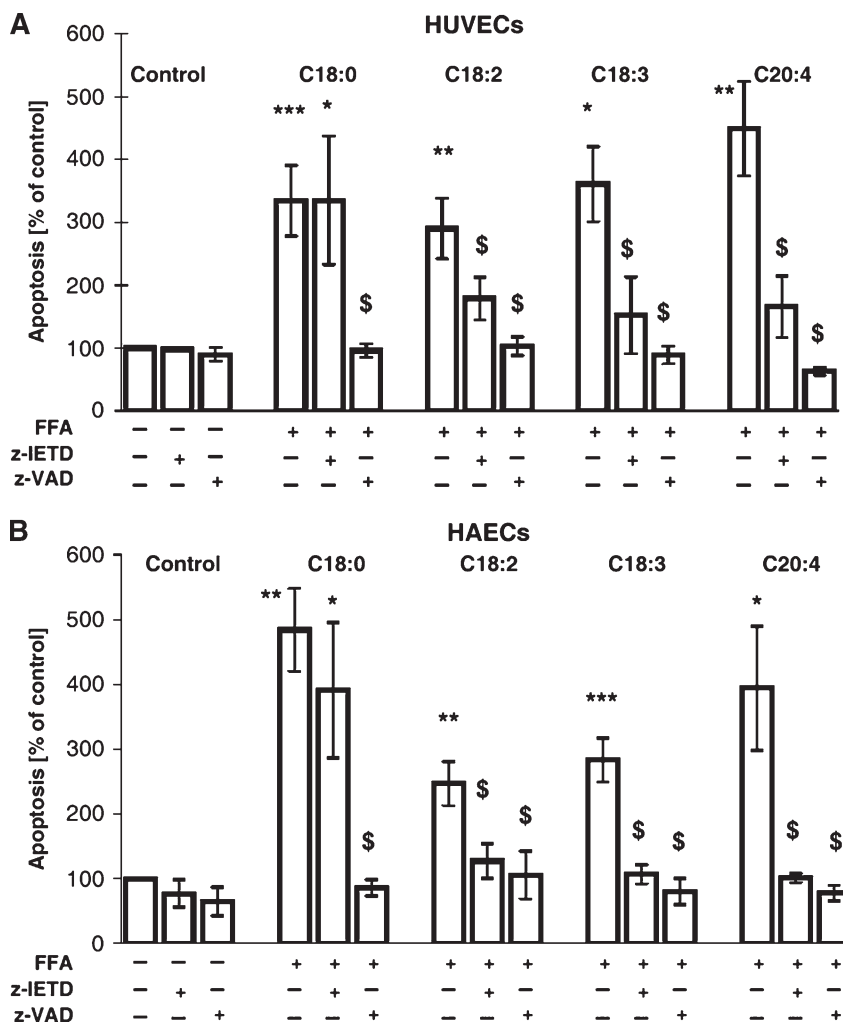 A HUVECs
600
Control C18:0 C18:2 C18:3 C20:4
500
*** * ** * **
400
300
$ $ $ $ $ $ $
200
100
0
Apoptosis [% of control]
FFA – – – + + + + + + + + + + + +
z-IETD – + – – + – – + – – + – – + –
z-VAD – – + – – + – – + – – + – – +
B HAECs
600
Control C18:0 C18:2 C18:3 C20:4
500
** * ** *** *
400
300
$ $ $ $ $ $ $
200
100
0
Apoptosis [% of control]
FFA – – – + + + + + + + + + + + +
z-IETD – + – – + – – + – – + – – + –
z-VAD – – + – – + – – + – – + – – +